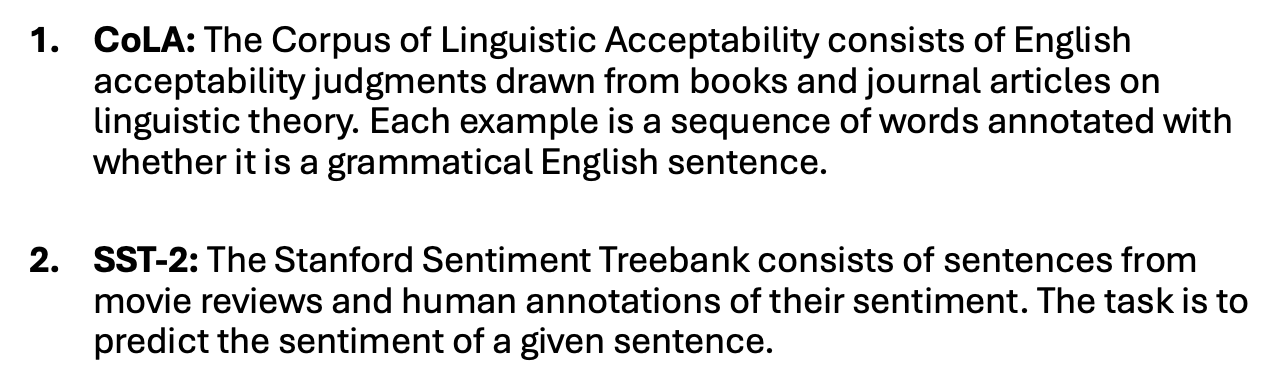 1. CoLA: The Corpus of Linguistic Acceptability consists of English
acceptability judgments drawn from books and journal articles on
linguistic theory. Each example is a sequence of words annotated with
whether it is a grammatical English sentence.
2. SST-2: The Stanford Sentiment Treebank consists of sentences from
movie reviews and human annotations of their sentiment. The task is to
predict the sentiment of a given sentence.